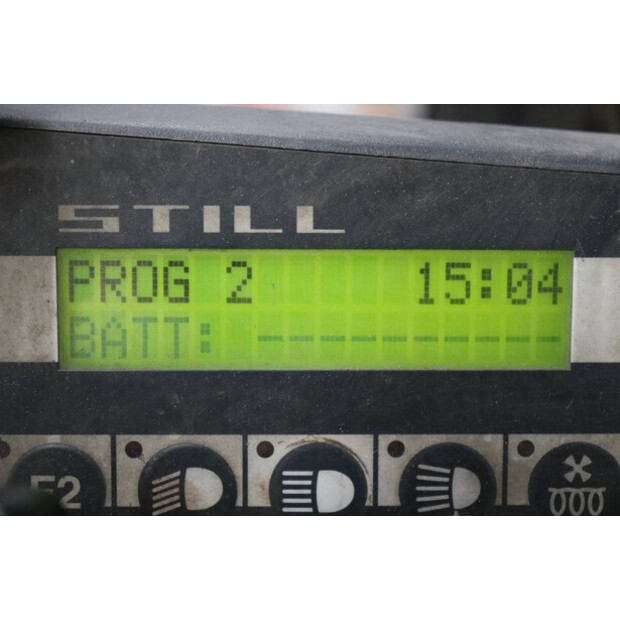 STILL
PROG 2 15:04
BATT: ----------
F2